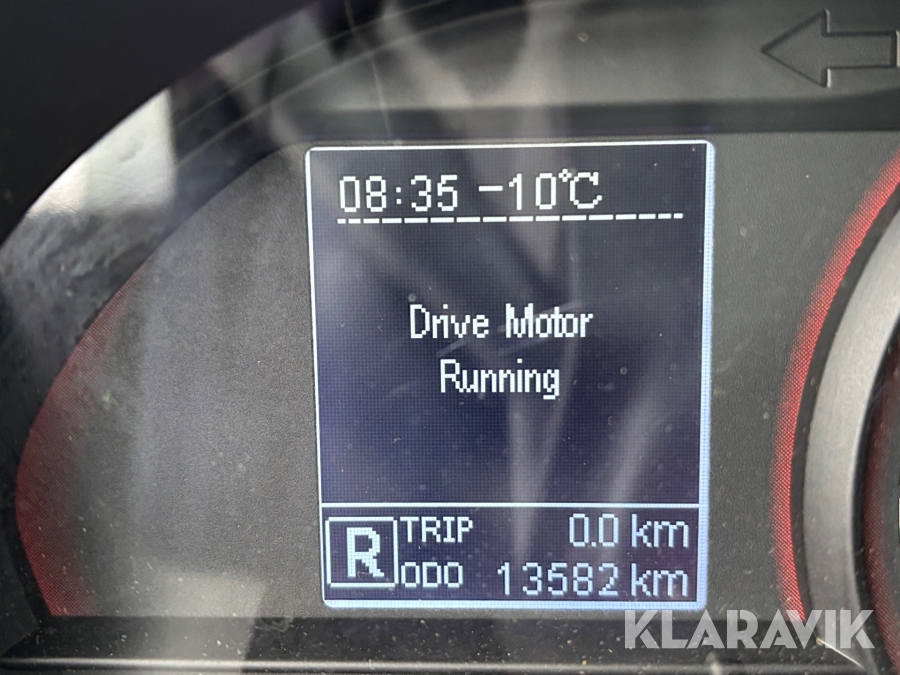 08:35 -10℃
Drive Motor
Running
R
TRIP 0.0 km
ODO 13582 km
KLARAVIK